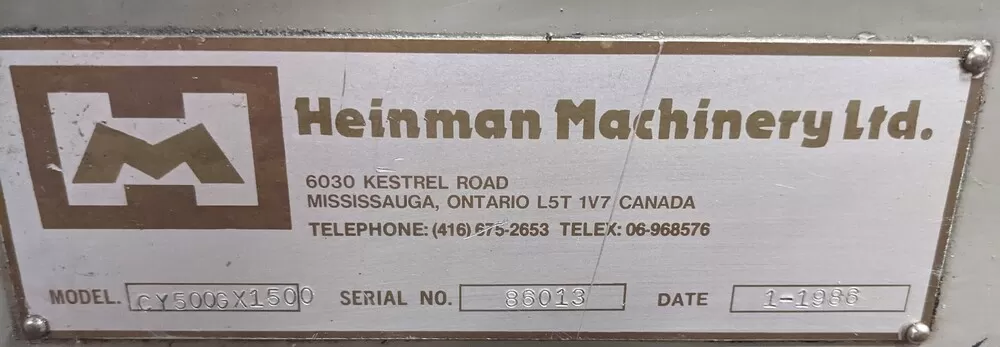 HM
Heinman Machinery Ltd.
6030 KESTREL ROAD
MISSISSAUGA, ONTARIO L5T 1V7 CANADA
TELEPHONE: (416) 675-2653 TELEX: 06-968576
MODEL. CY500GX1500 SERIAL NO. 86013 DATE 1-1986